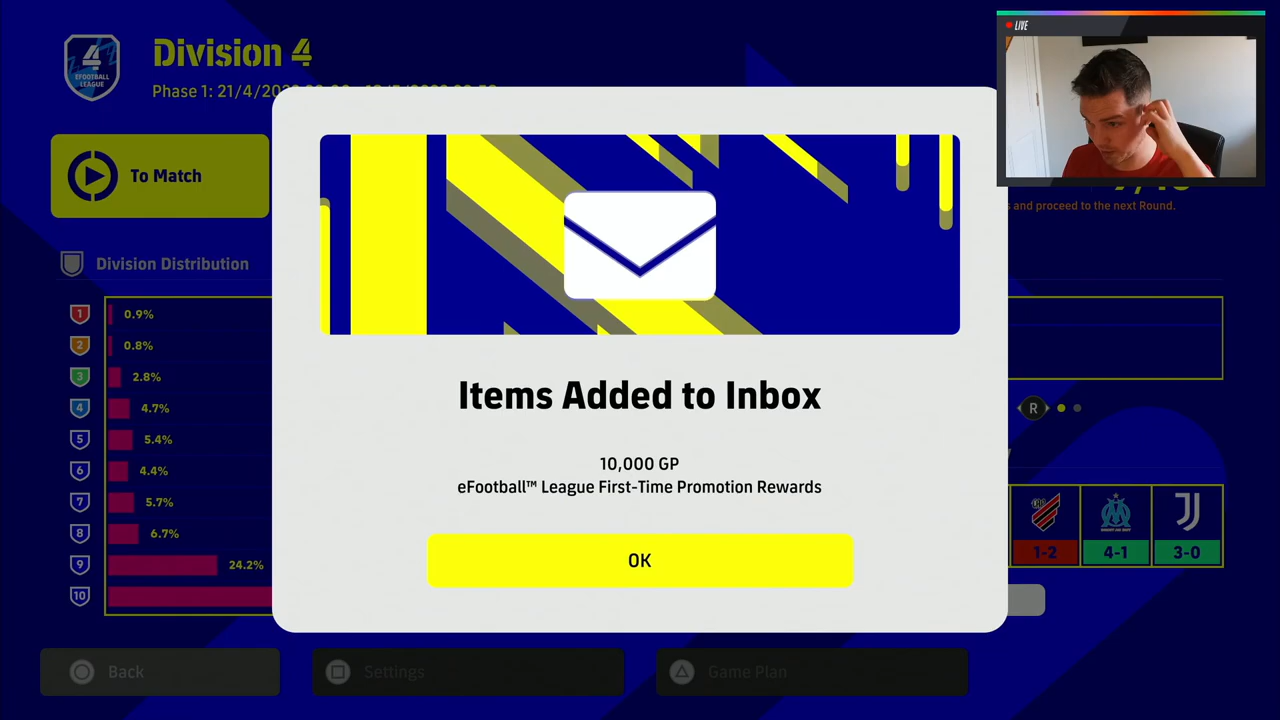 LIVE
Division 4
4
EFOOTBALL
LEAGUE
Phase 1: 21/4/
To Match
s and proceed to the next Round.
Division Distribution
1 0.9%
2 0.8%
3 2.8%
4 4.7%
5 5.4%
6 4.4%
7 5.7%
8 6.7%
9 24.2%
10
Items Added to Inbox
10,000 GP
eFootball™ League First-Time Promotion Rewards
OK
R
1-2 4-1 3-0
Back Settings Game Plan